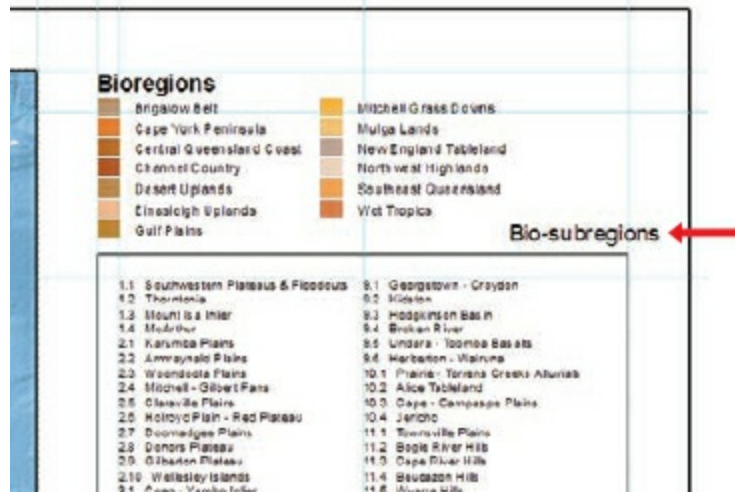 Bioregions
Brigalow Belt
Cape York Peninsula
Central Queensland Coast
Channel Country
Desert Uplands
Einasleigh Uplands
Gulf Plains
Mitchell Grass Downs
Mulga Lands
New England Tableland
Northwest Highlands
Southeast Queensland
Wet Tropics
Bio-subregions
1.1 Southwestern Plateaus & Floodouts
1.2 Thorntonia
1.3 Mount Isa Inlier
1.4 McArthur
2.1 Karumba Plains
2.2 Armraynald Plains
2.3 Woondoola Plains
2.4 Mitchell - Gilbert Fans
2.5 Claraville Plains
2.6 Holroyd Plain - Red Plateau
2.7 Doomadgee Plains
2.8 Donors Plateau
2.9 Gilberton Plateau
2.10 Wellesley Islands
9.1 Georgetown - Croydon
9.2 Kidston
9.3 Hodgkinson Basin
9.4 Broken River
9.5 Undara - Toomba Basalts
9.6 Herberton - Wairuna
10.1 Prairie - Torrens Creeks Alluvials
10.2 Alice Tableland
10.3 Cape - Campaspe Plains
10.4 Jericho
11.1 Townsville Plains
11.2 Bogie River Hills
11.3 Cape River Hills
11.4 Beucazon Hills
11.5 Wyarra Hills